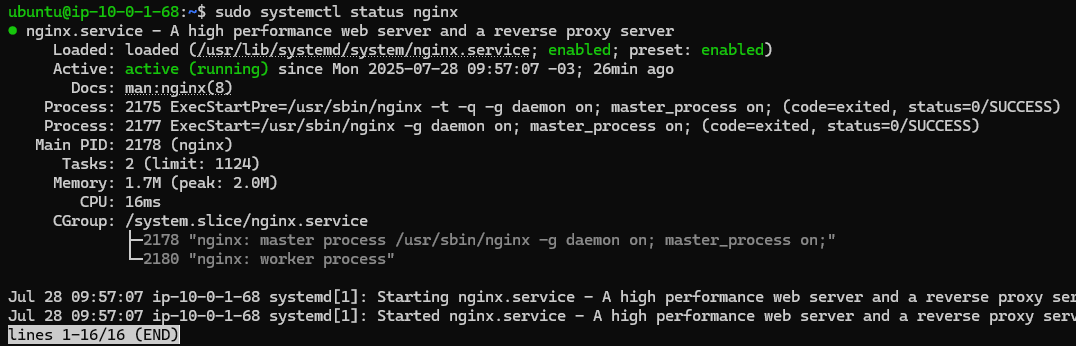 ubuntu@ip-10-0-1-68:~$ sudo systemctl status nginx
● nginx.service - A high performance web server and a reverse proxy server
     Loaded: loaded (/usr/lib/systemd/system/nginx.service; enabled; preset: enabled)
     Active: active (running) since Mon 2025-07-28 09:57:07 -03; 26min ago
       Docs: man:nginx(8)
    Process: 2175 ExecStartPre=/usr/sbin/nginx -t -q -g daemon on; master_process on; (code=exited, status=0/SUCCESS)
    Process: 2177 ExecStart=/usr/sbin/nginx -g daemon on; master_process on; (code=exited, status=0/SUCCESS)
   Main PID: 2178 (nginx)
      Tasks: 2 (limit: 1124)
     Memory: 1.7M (peak: 2.0M)
        CPU: 16ms
     CGroup: /system.slice/nginx.service
             ├─2178 "nginx: master process /usr/sbin/nginx -g daemon on; master_process on;"
             └─2180 "nginx: worker process"

Jul 28 09:57:07 ip-10-0-1-68 systemd[1]: Starting nginx.service - A high performance web server and a reverse proxy ser
Jul 28 09:57:07 ip-10-0-1-68 systemd[1]: Started nginx.service - A high performance web server and a reverse proxy serv
lines 1-16/16 (END)